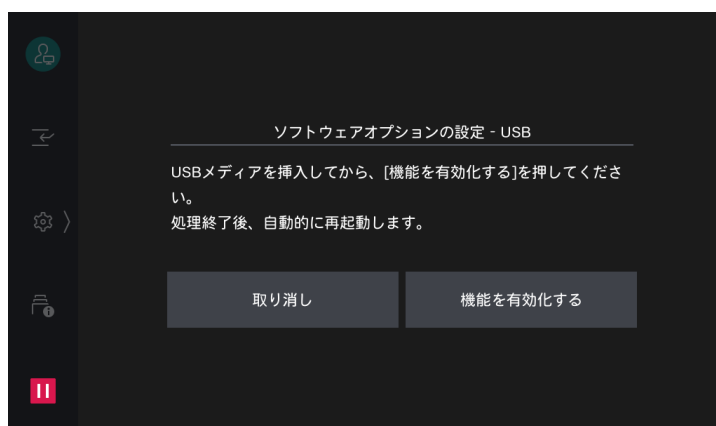 ソフトウェアオプションの設定 - USB
USBメディアを挿入してから、[機能を有効化する]を押してくださ
い。
処理終了後、自動的に再起動します。
取り消し
機能を有効化する